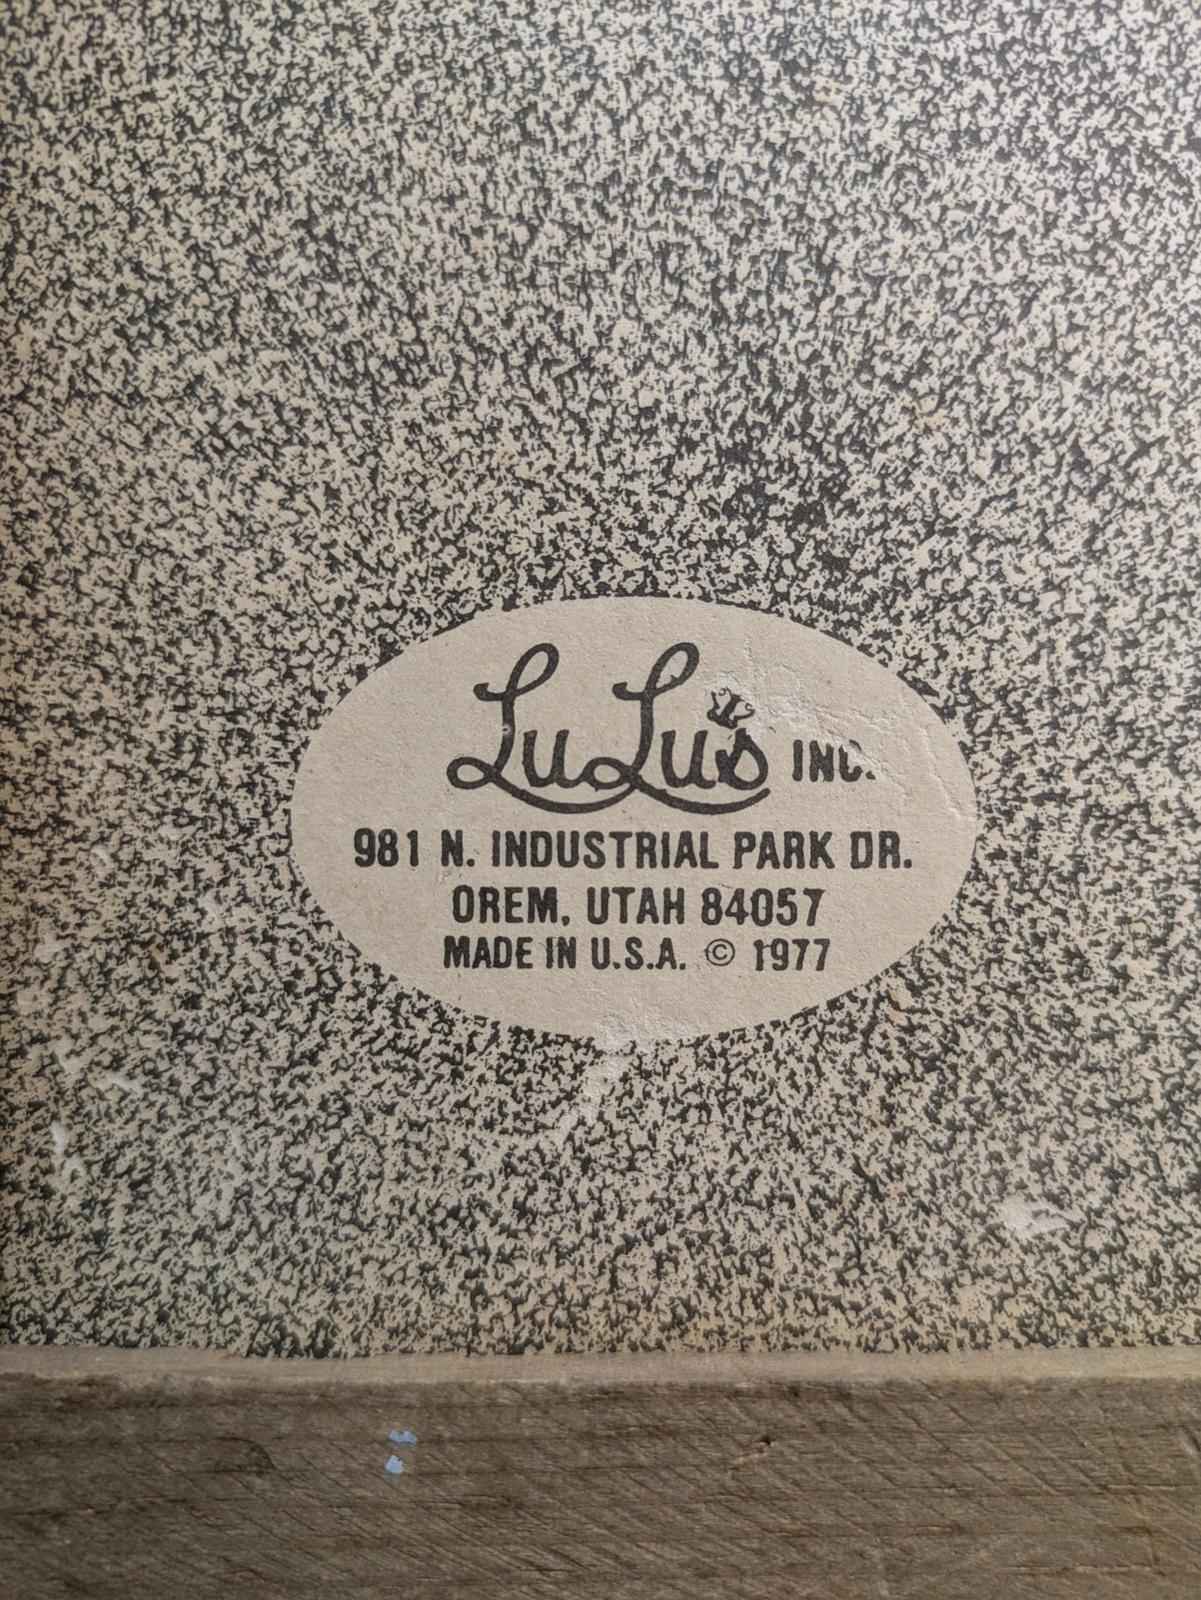 LuLu's INC.
981 N. INDUSTRIAL PARK DR.
OREM, UTAH 84057
MADE IN U.S.A. © 1977